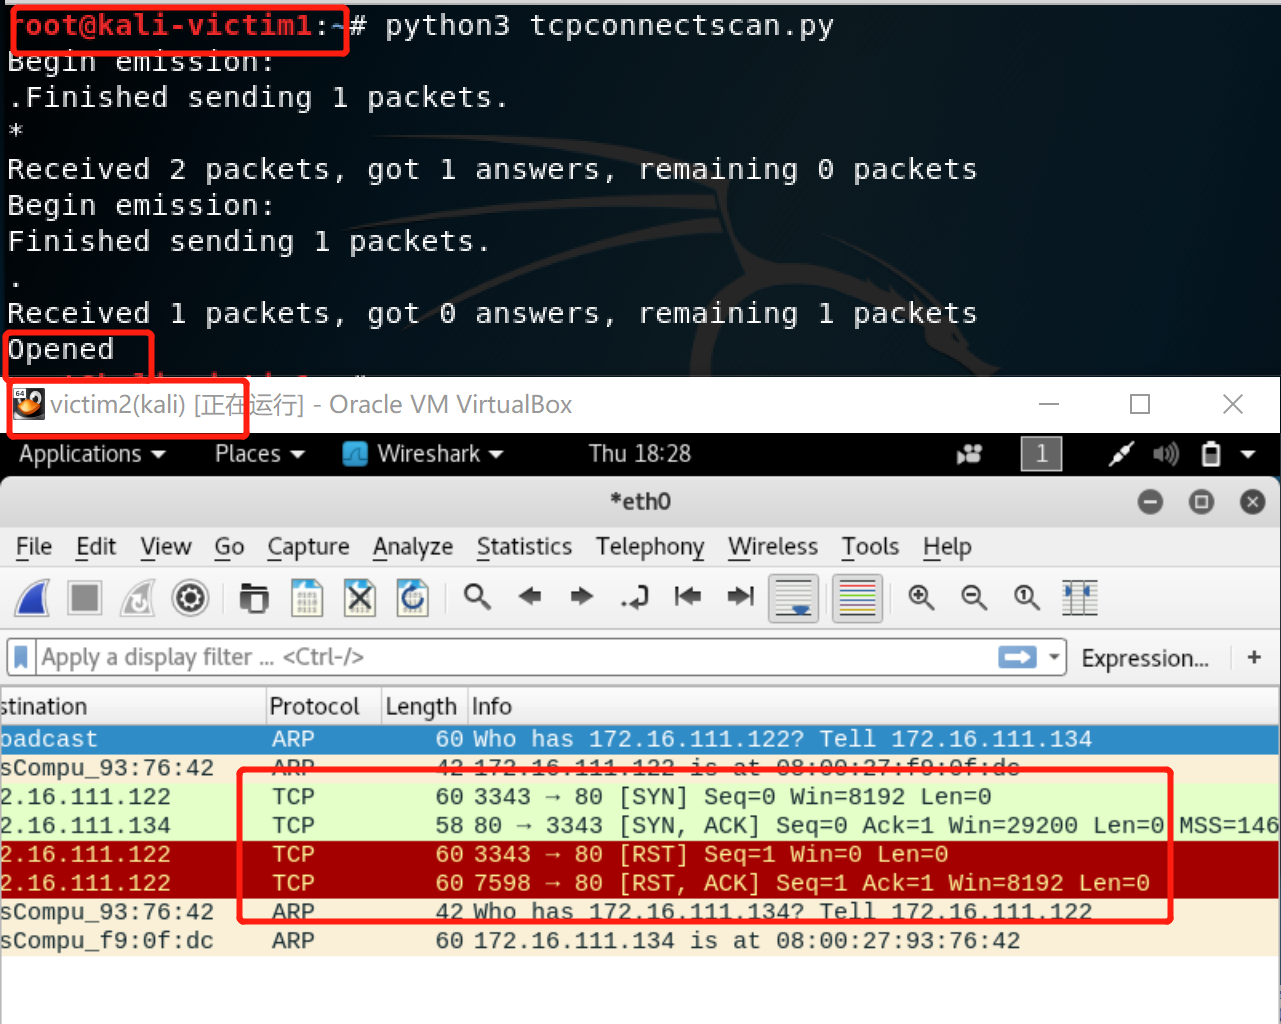 root@kali-victim1:~# python3 tcpconnectscan.py
Begin emission:
.Finished sending 1 packets.
*
Received 2 packets, got 1 answers, remaining 0 packets
Begin emission:
Finished sending 1 packets.
.
Received 1 packets, got 0 answers, remaining 1 packets
Opened
victim2(kali) [正在运行] - Oracle VM VirtualBox
Applications Places Wireshark Thu 18:28 1
*eth0
File Edit View Go Capture Analyze Statistics Telephony Wireless Tools Help
Apply a display filter ... <Ctrl-/> Expression... +
stination Protocol Length Info
oadcast ARP 60 Who has 172.16.111.122? Tell 172.16.111.134
sCompu_93:76:42 ARP 42 172.16.111.122 is at 08:00:27:f9:0f:dc
2.16.111.122 TCP 60 3343 → 80 [SYN] Seq=0 Win=8192 Len=0
2.16.111.134 TCP 58 80 → 3343 [SYN, ACK] Seq=0 Ack=1 Win=29200 Len=0 MSS=146
2.16.111.122 TCP 60 3343 → 80 [RST] Seq=1 Win=0 Len=0
2.16.111.122 TCP 60 7598 → 80 [RST, ACK] Seq=1 Ack=1 Win=8192 Len=0
sCompu_93:76:42 ARP 42 Who has 172.16.111.134? Tell 172.16.111.122
sCompu_f9:0f:dc ARP 60 172.16.111.134 is at 08:00:27:93:76:42